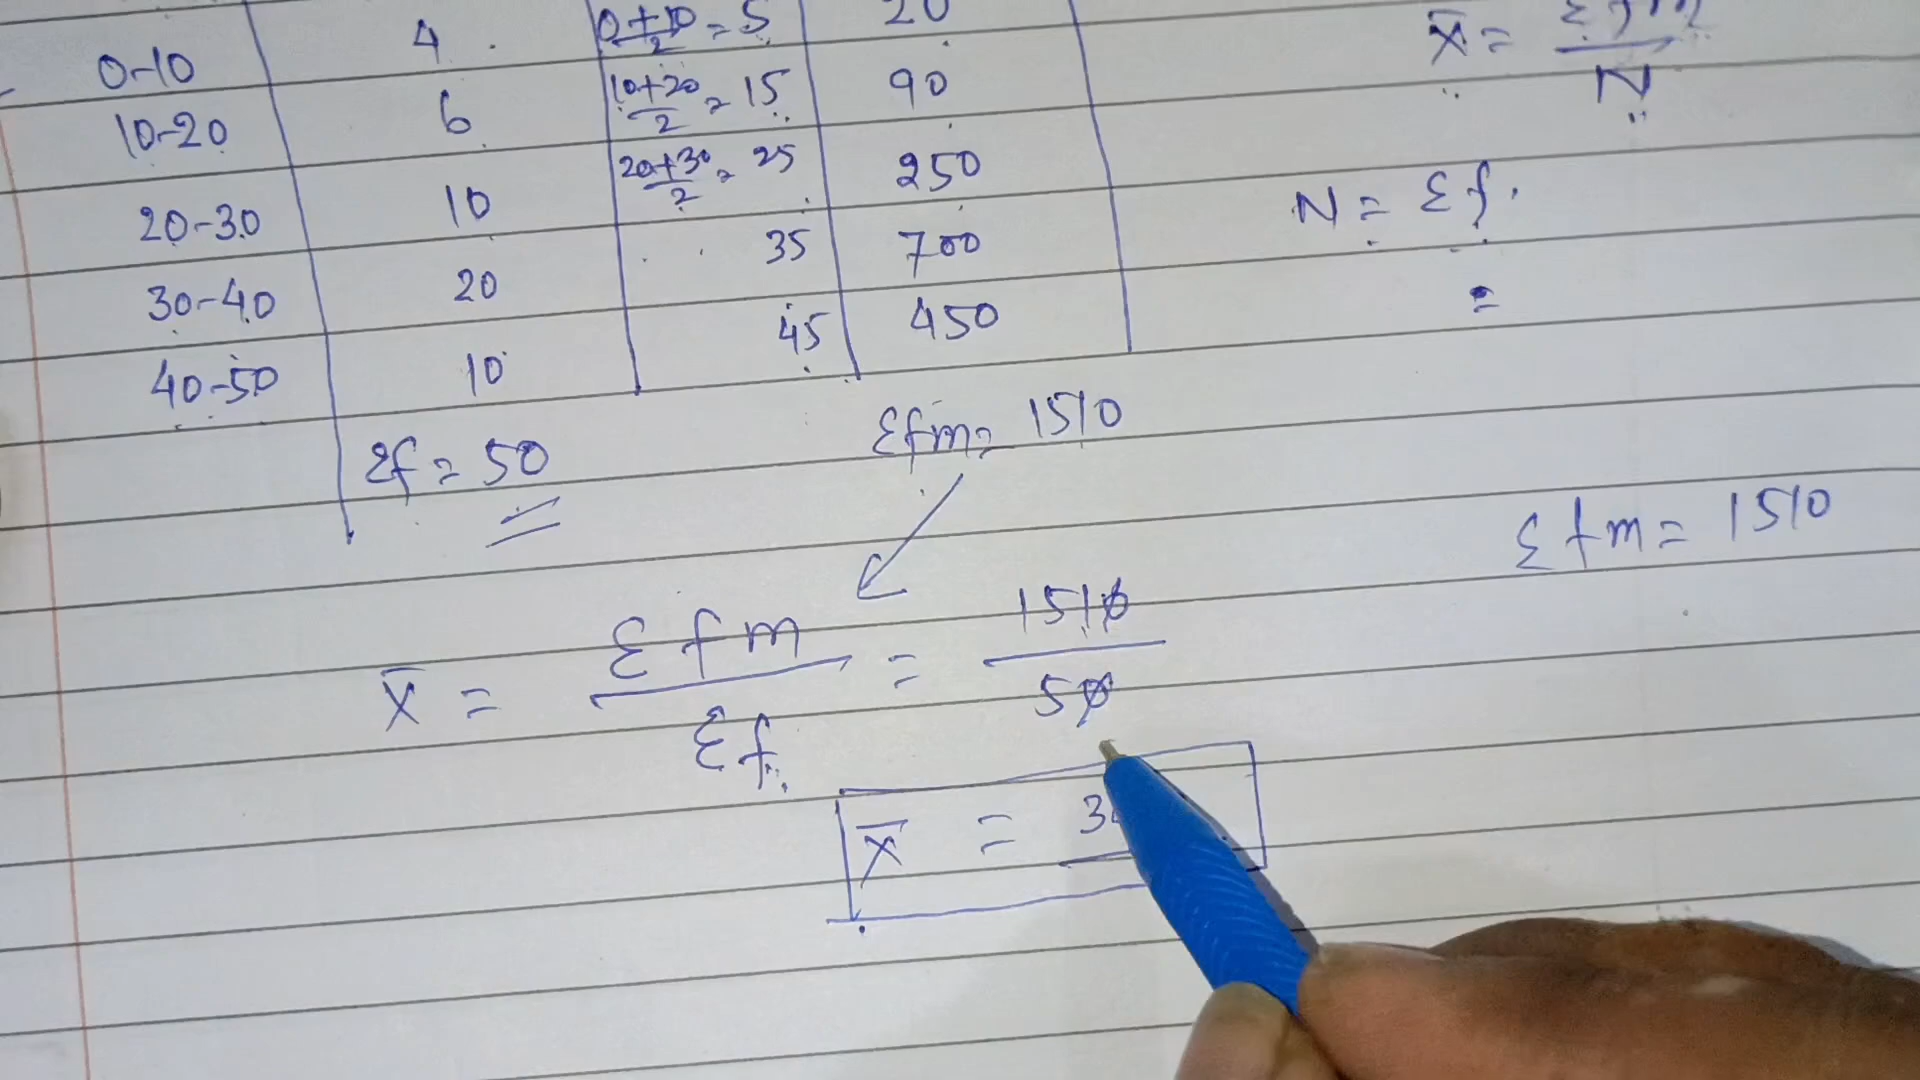 0-10 4 0+10/2 = 5 20
10-20 6 10+20/2 = 15 90
20-30 10 20+30/2 = 25 250
30-40 20 35 700
40-50 10 45 450
Σf = 50
Σfm = 1510
X̄ = Σfm/Σf = 1510/50
X̄ =
X̄ = Σfm/N
N = Σf.
=
Σfm = 1510